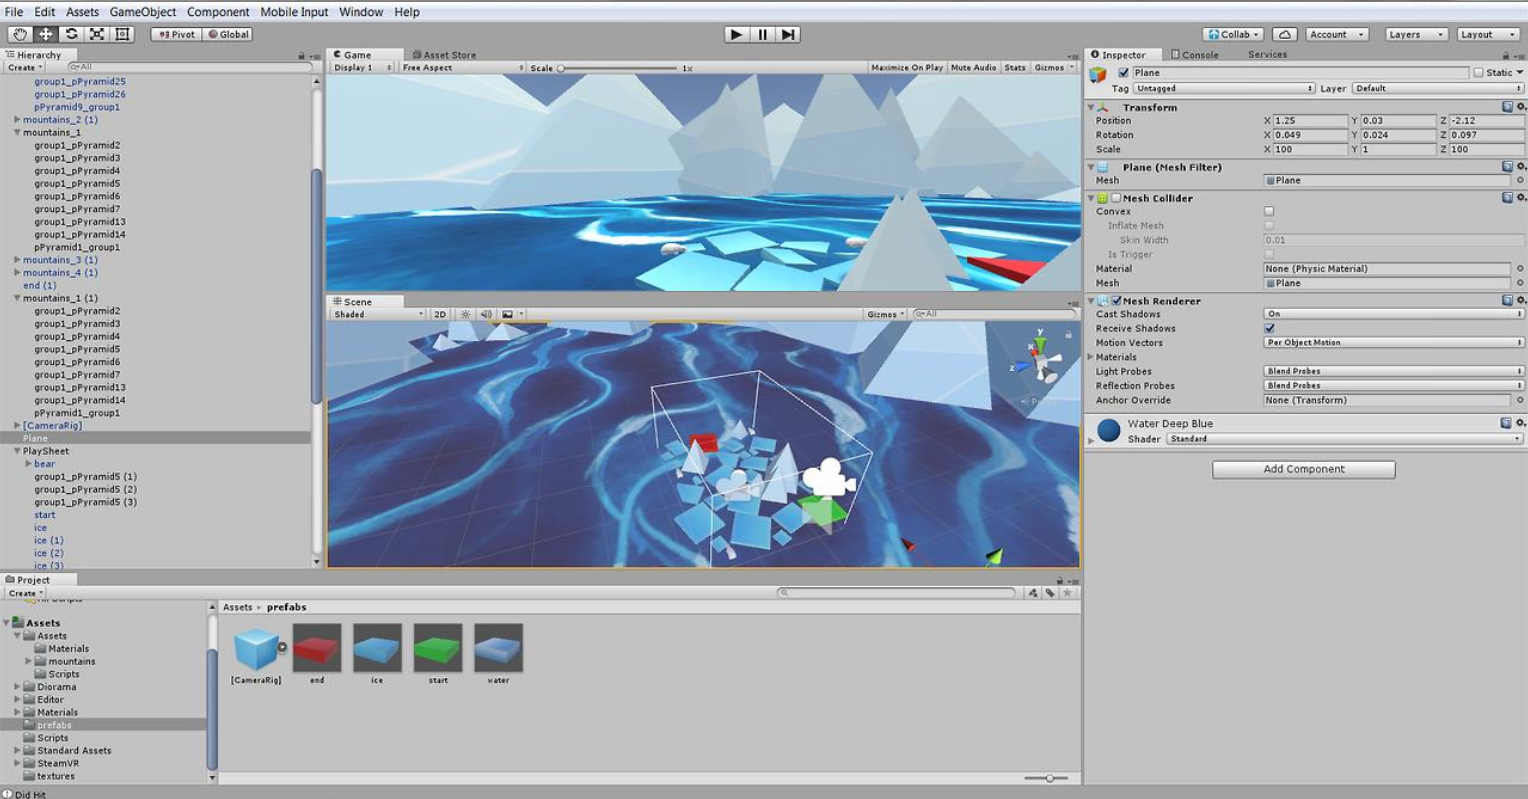 File Edit Assets GameObject Component Mobile Input Window Help
Pivot Global Collab Account Layers Layout
Hierarchy
Create All
group1_pPyramid25
group1_pPyramid26
pPyramid9_group1
mountains_2 (1)
mountains_1
group1_pPyramid2
group1_pPyramid3
group1_pPyramid4
group1_pPyramid5
group1_pPyramid6
group1_pPyramid7
group1_pPyramid13
group1_pPyramid14
pPyramid1_group1
mountains_3 (1)
mountains_4 (1)
end (1)
mountains_1 (1)
group1_pPyramid2
group1_pPyramid3
group1_pPyramid4
group1_pPyramid5
group1_pPyramid6
group1_pPyramid7
group1_pPyramid13
group1_pPyramid14
pPyramid1_group1
[CameraRig]
Plane
PlaySheet
bear
group1_pPyramid5 (1)
group1_pPyramid5 (2)
group1_pPyramid5 (3)
start
ice
ice (1)
ice (2)
ice (3)
Game Asset Store
Display 1 Free Aspect Scale 1x Maximize On Play Mute Audio Stats Gizmos
Scene
Shaded 2D Gizmos All
y
x
z
Inspector Console Services
Plane Static
Tag Untagged Layer Default
Transform
Position X 1.25 Y 0.03 Z -2.12
Rotation X 0.049 Y 0.024 Z 0.097
Scale X 100 Y 1 Z 100
Plane (Mesh Filter)
Mesh Plane
Mesh Collider
Convex
Inflate Mesh
Skin Width 0.01
Is Trigger
Material None (Physic Material)
Mesh Plane
Mesh Renderer
Cast Shadows On
Receive Shadows
Motion Vectors Per Object Motion
Materials
Light Probes Blend Probes
Reflection Probes Blend Probes
Anchor Override None (Transform)
Water Deep Blue
Shader Standard
Add Component
Project
Create
Assets
Assets
Materials
mountains
Scripts
Diorama
Editor
Materials
prefabs
Scripts
Standard Assets
SteamVR
textures
Assets prefabs
[CameraRig] end ice start water
Did Hit